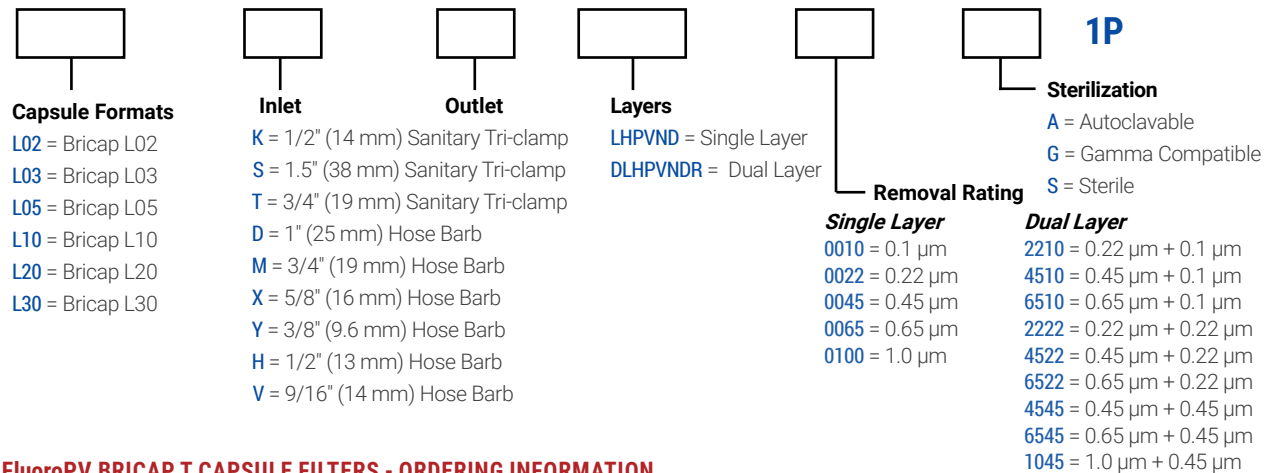 1P
Capsule Formats
L02 = Bricap L02
L03 = Bricap L03
L05 = Bricap L05
L10 = Bricap L10
L20 = Bricap L20
L30 = Bricap L30
Inlet Outlet
K = 1/2" (14 mm) Sanitary Tri-clamp
S = 1.5" (38 mm) Sanitary Tri-clamp
T = 3/4" (19 mm) Sanitary Tri-clamp
D = 1" (25 mm) Hose Barb
M = 3/4" (19 mm) Hose Barb
X = 5/8" (16 mm) Hose Barb
Y = 3/8" (9.6 mm) Hose Barb
H = 1/2" (13 mm) Hose Barb
V = 9/16" (14 mm) Hose Barb
Layers
LHPVND = Single Layer
DLHPVNDR = Dual Layer
Removal Rating
Single Layer
0010 = 0.1 µm
0022 = 0.22 µm
0045 = 0.45 µm
0065 = 0.65 µm
0100 = 1.0 µm
Dual Layer
2210 = 0.22 µm + 0.1 µm
4510 = 0.45 µm + 0.1 µm
6510 = 0.65 µm + 0.1 µm
2222 = 0.22 µm + 0.22 µm
4522 = 0.45 µm + 0.22 µm
6522 = 0.65 µm + 0.22 µm
4545 = 0.45 µm + 0.45 µm
6545 = 0.65 µm + 0.45 µm
1045 = 1.0 µm + 0.45 µm
Sterilization
A = Autoclavable
G = Gamma Compatible
S = Sterile
FluoroPV BRICAP T CAPSULE FILTERS - ORDERING INFORMATION